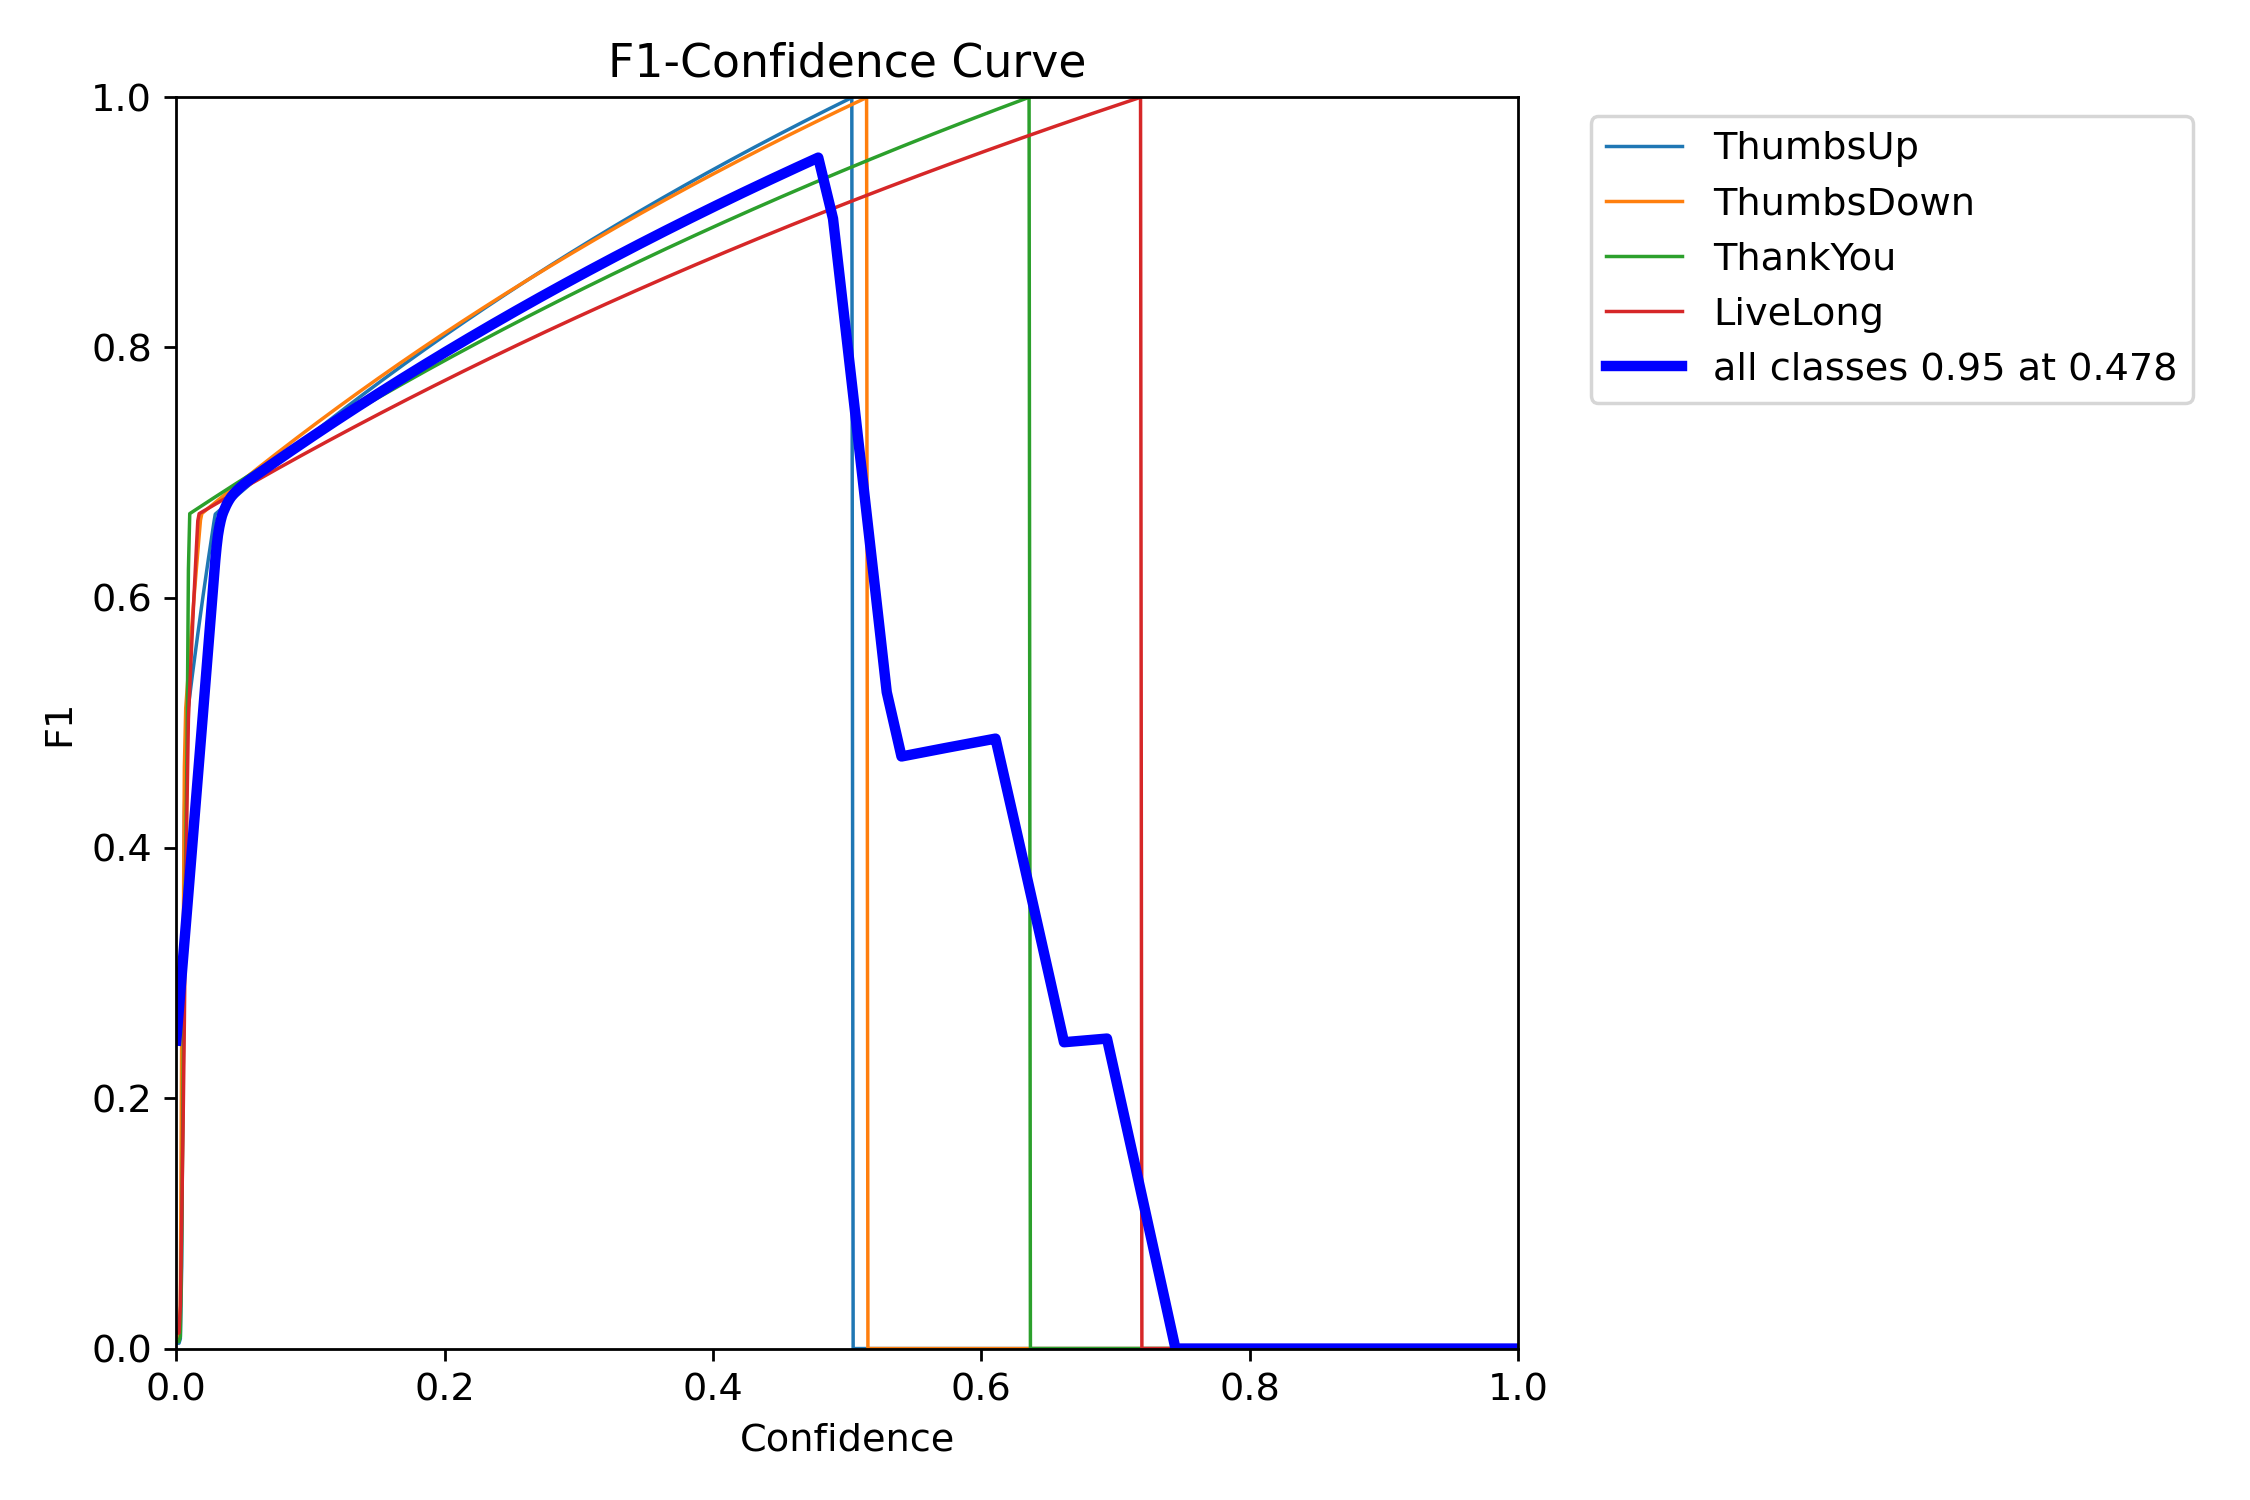 F1-Confidence Curve
1.0
0.8
0.6
0.4
0.2
0.0
F1
0.0 0.2 0.4 0.6 0.8 1.0
Confidence
ThumbsUp
ThumbsDown
ThankYou
LiveLong
all classes 0.95 at 0.478